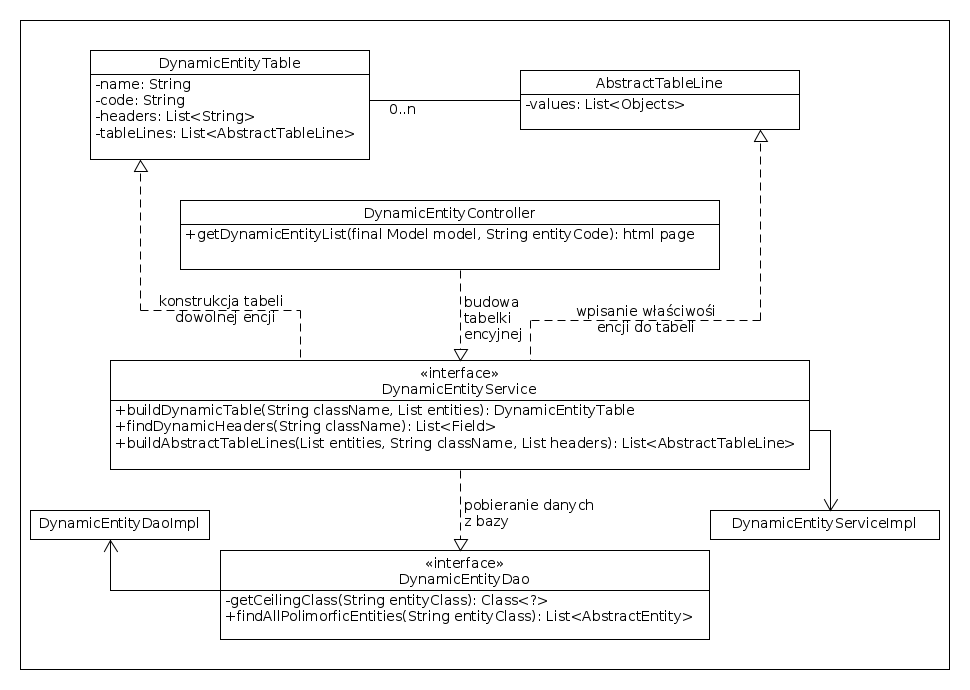 DynamicEntityTable
-name: String
-code: String
-headers: List<String>
-tableLines: List<AbstractTableLine>
0..n
AbstractTableLine
-values: List<Objects>
DynamicEntityController
+getDynamicEntityList(final Model model, String entityCode): html page
konstrukcja tabeli
dowolnej encji
budowa
tabelki
encyjnej
wpisanie właściwośi
encji do tabeli
«interface»
DynamicEntityService
+buildDynamicTable(String className, List entities): DynamicEntityTable
+findDynamicHeaders(String className): List<Field>
+buildAbstractTableLines(List entities, String className, List headers): List<AbstractTableLine>
pobieranie danych
z bazy
DynamicEntityDaoImpl
DynamicEntityServiceImpl
«interface»
DynamicEntityDao
-getCeilingClass(String entityClass): Class<?>
+findAllPolimorficEntities(String entityClass): List<AbstractEntity>